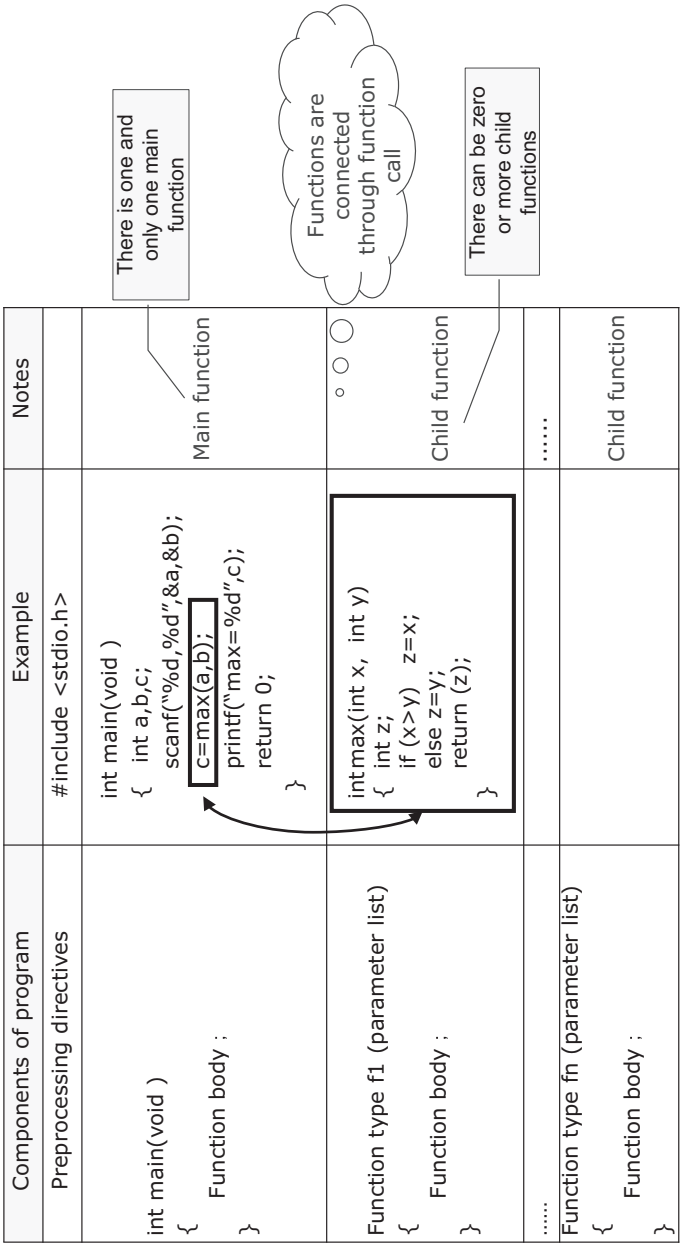 Components of program
Example
Notes
Preprocessing directives
#include <stdio.h>
int main(void )
{
Function body ;
}
int main(void )
{ int a,b,c;
scanf("%d,%d",&a,&b);
c=max(a,b);
printf("max=%d",c);
return 0;
}
Main function
There is one and
only one main
function
Function type f1 (parameter list)
{
Function body ;
}
intmax(int x, int y)
{ int z;
if (x>y) z=x;
else z=y;
return (z);
}
Child function
Functions are
connected
through function
call
There can be zero
or more child
functions
......
......
Function type fn (parameter list)
{
Function body ;
}
Child function